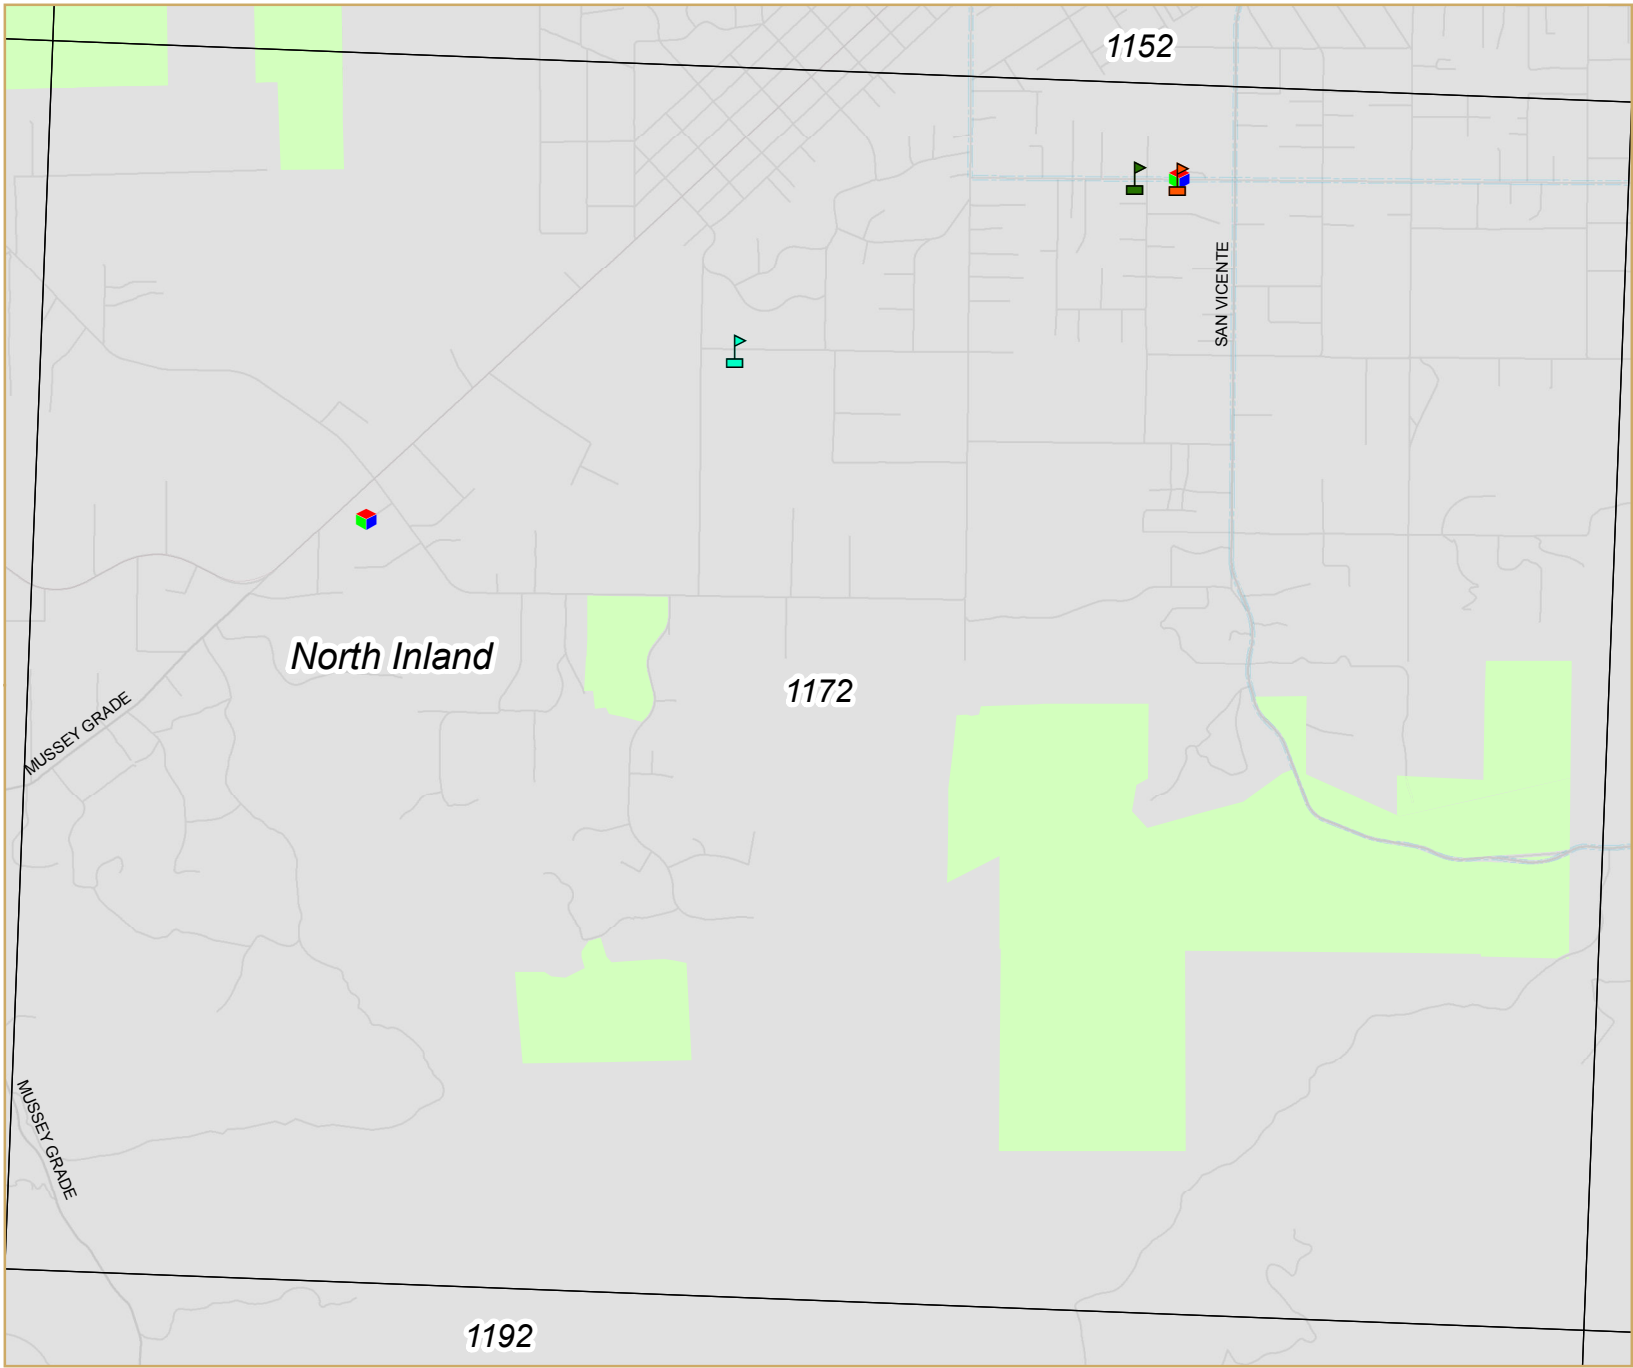 1152
SAN VICENTE
North Inland
1172
MUSSEY GRADE
MUSSEY GRADE
1192